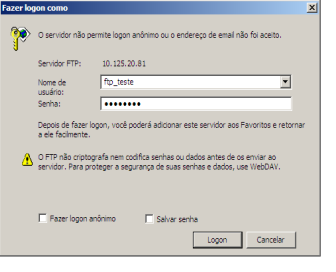 Fazer logon como
O servidor não permite logon anônimo ou o endereço de email não foi aceito.
Servidor FTP: 10.125.20.81
Nome de
usuário: ftp_teste
Senha: ●●●●●●●●
Depois de fazer logon, você poderá adicionar este servidor aos Favoritos e retornar
a ele facilmente.
O FTP não criptografa nem codifica senhas ou dados antes de os enviar ao
servidor. Para proteger a segurança de suas senhas e dados, use WebDAV.
Fazer logon anônimo Salvar senha
Logon Cancelar